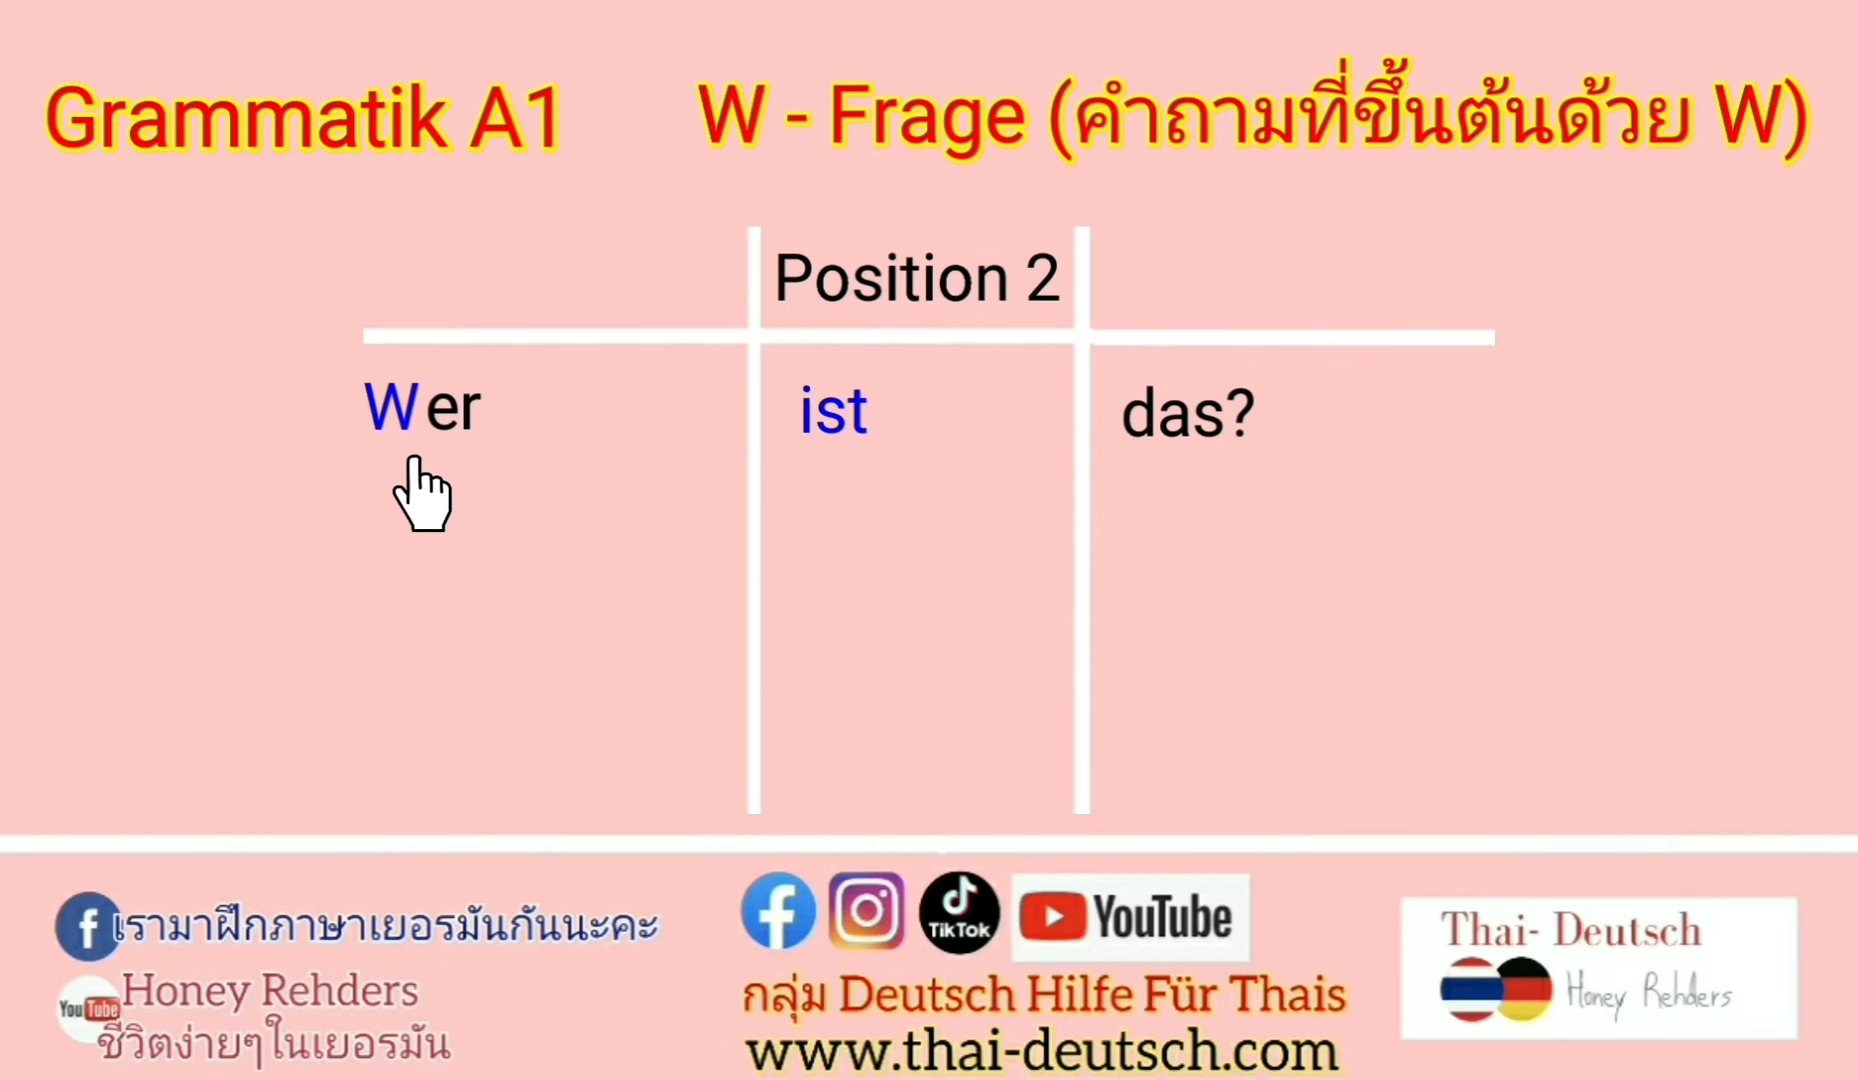 Grammatik A1 W - Frage (คำถามที่ขึ้นต้นด้วย W)
Position 2
Wer ist das?
เรามาฝึกภาษาเยอรมันกันนะคะ
YouTube Honey Rehders
ชีวิตง่ายๆในเยอรมัน
TikTok YouTube
กลุ่ม Deutsch Hilfe Für Thais
www.thai-deutsch.com
Thai- Deutsch
Honey Rehders